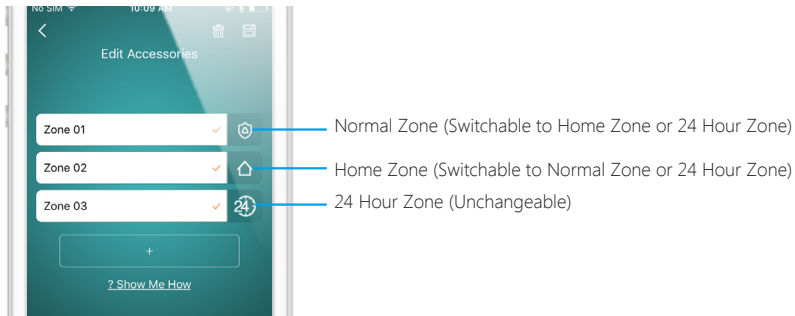 No SIM 10:09 AM
Edit Accessories
Zone 01
Normal Zone (Switchable to Home Zone or 24 Hour Zone)
Zone 02
Home Zone (Switchable to Normal Zone or 24 Hour Zone)
Zone 03
24
24 Hour Zone (Unchangeable)
+
? Show Me How